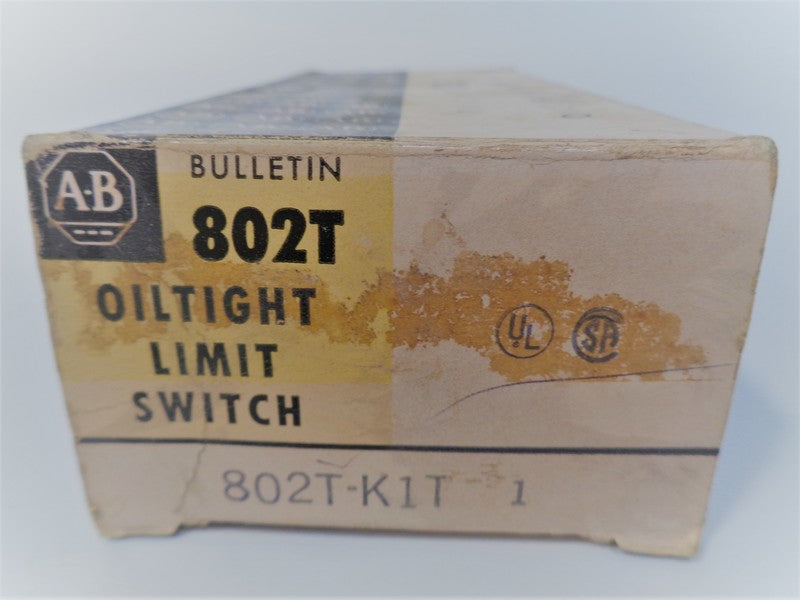 A-B
BULLETIN
802T
OILTIGHT
LIMIT
SWITCH
UL
SA
802T-K1T 1